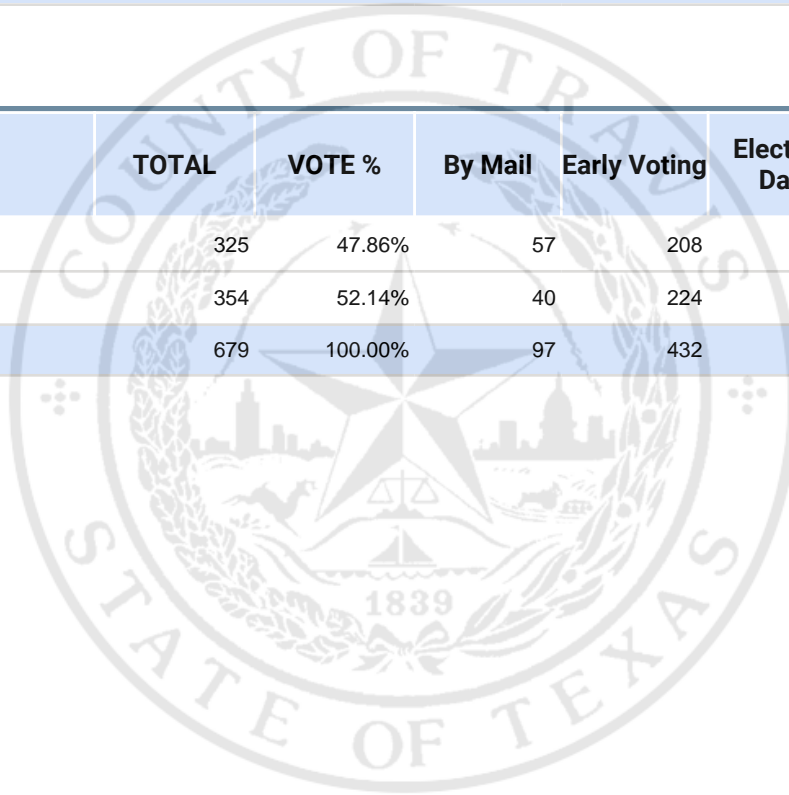 TOTAL VOTE % By Mail Early Voting
325 47.86% 57 208
354 52.14% 40 224
679 100.00% 97 432
COUNTY OF TRAVIS
1839
STATE OF TEXAS